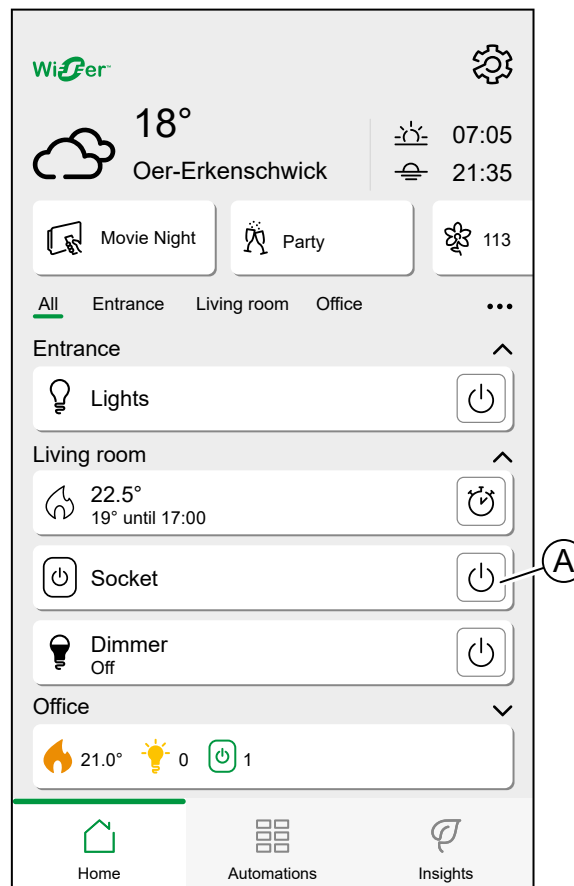 Wiser™
18°
07:05
Oer-Erkenschwick
21:35
Movie Night
Party
113
All Entrance Living room Office
Entrance
Lights
Living room
22.5°
19° until 17:00
Socket
A
Dimmer
Off
Office
21.0° 0 1
Home Automations Insights